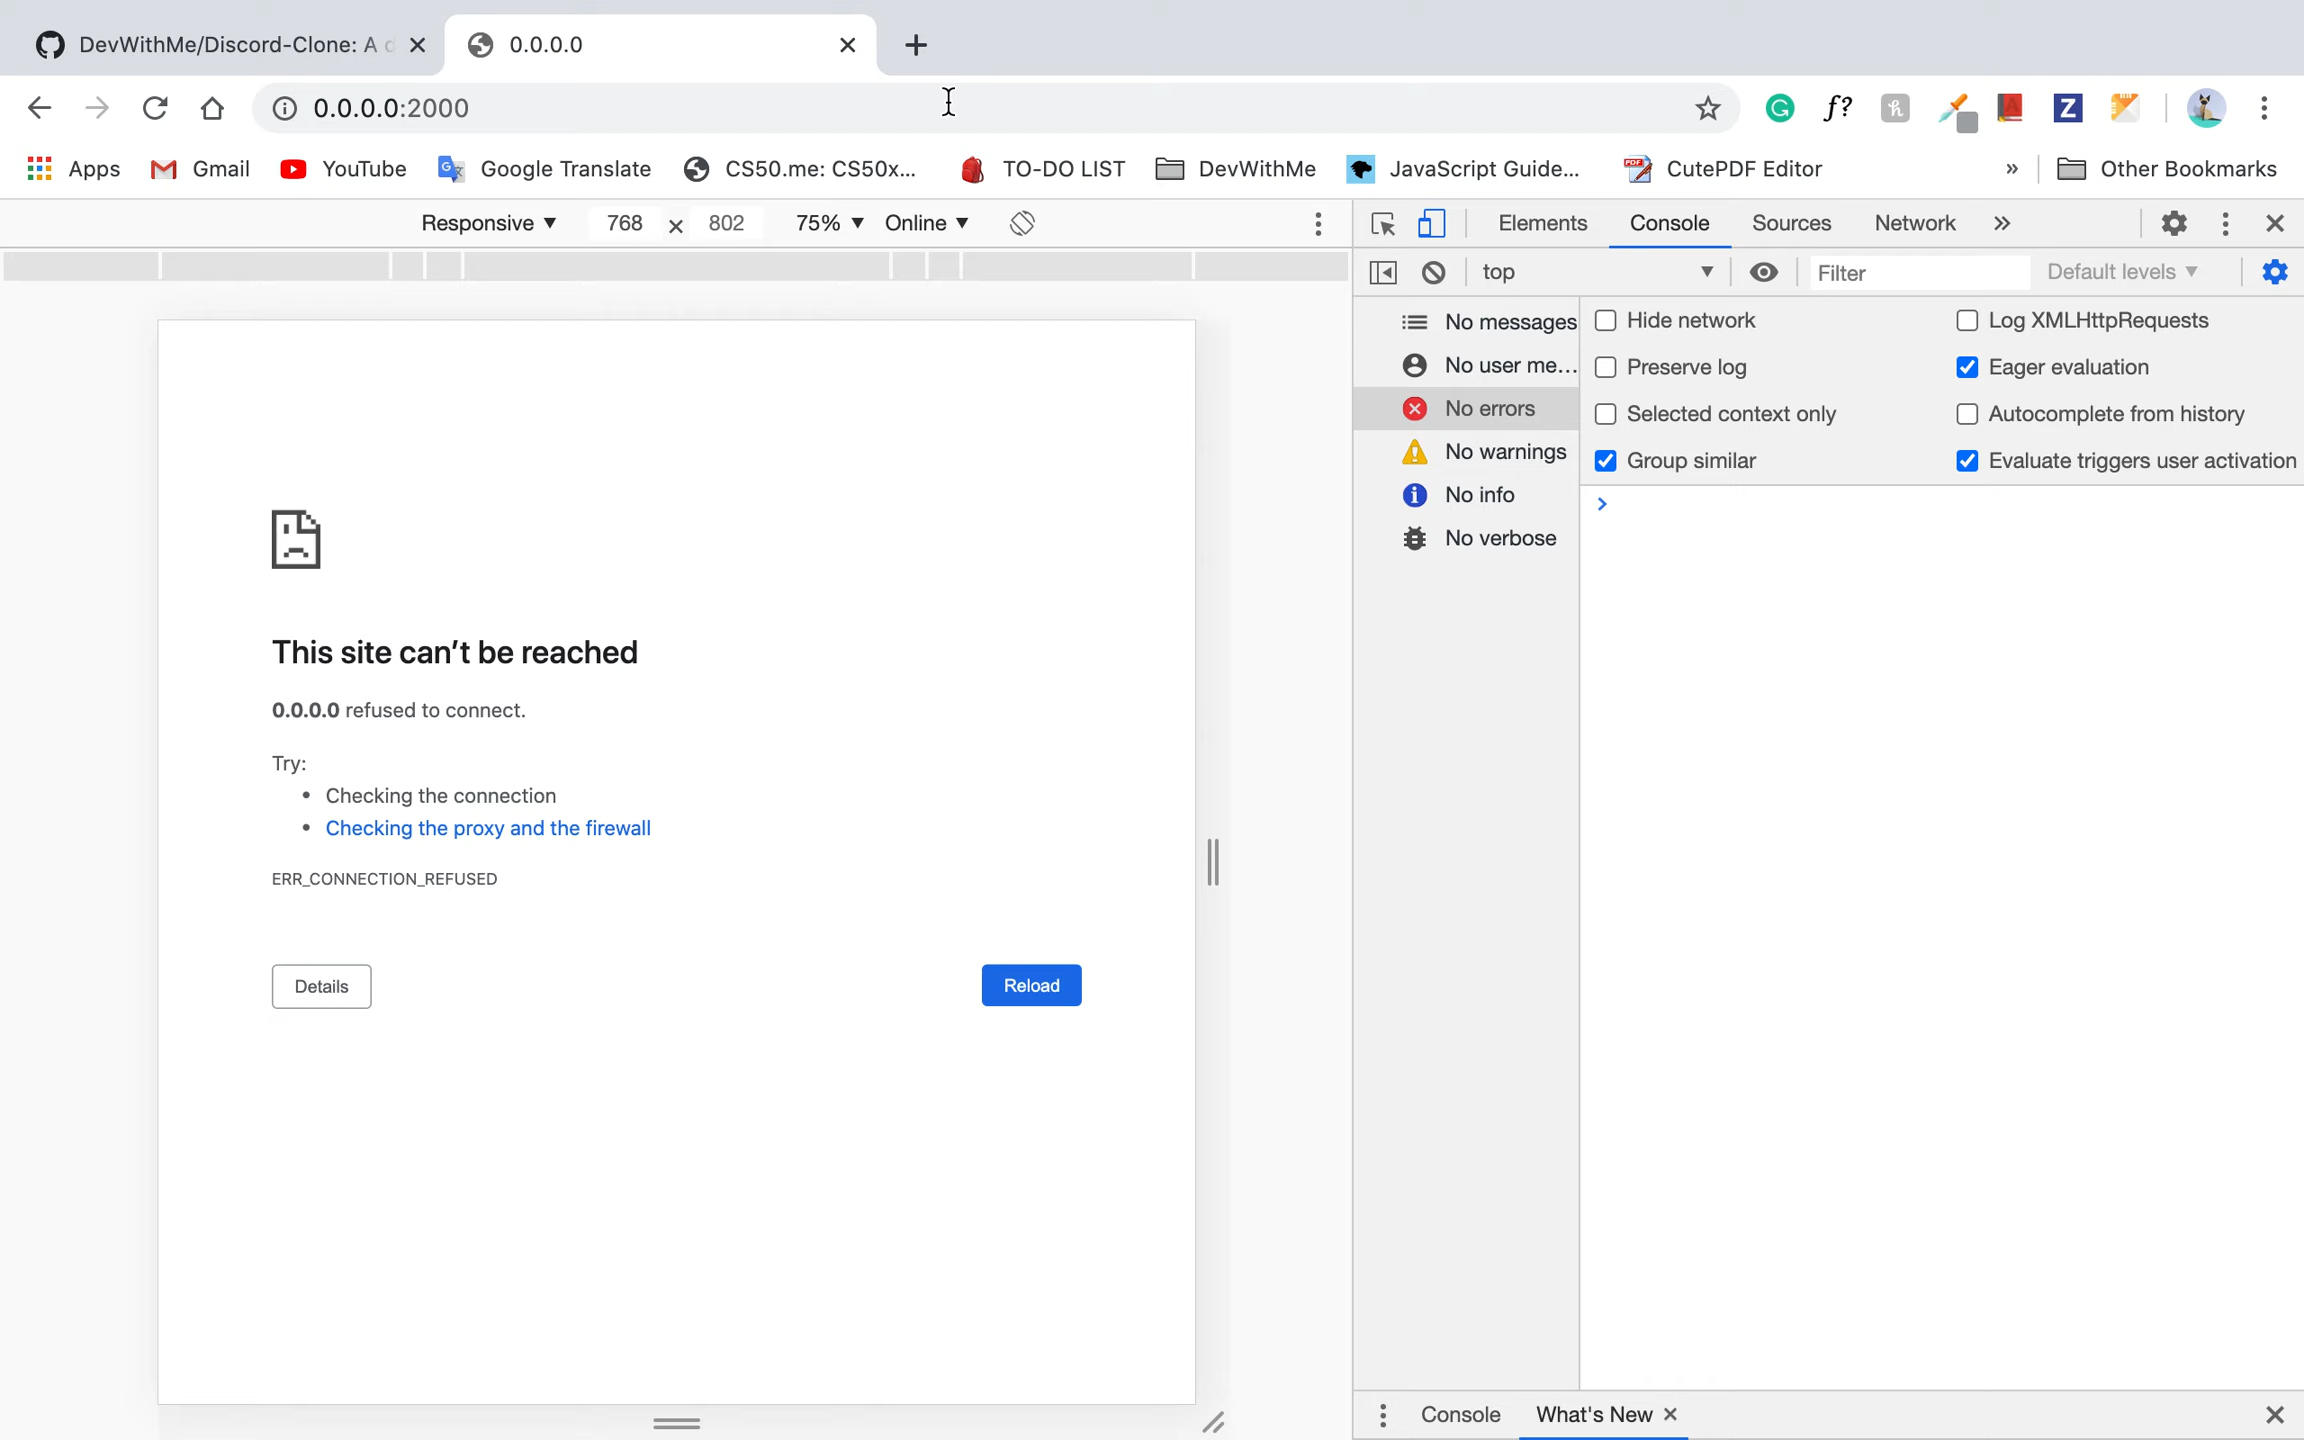 DevWithMe/Discord-Clone: A d
0.0.0.0
0.0.0.0:2000
f?
Apps
Gmail
YouTube
Google Translate
CS50.me: CS50x...
TO-DO LIST
DevWithMe
JavaScript Guide...
CutePDF Editor
»
Other Bookmarks
Responsive ▼ 768 x 802 75% ▼ Online ▼
Elements Console Sources Network »
top ▼ Filter Default levels ▼
No messages
No user me...
No errors
No warnings
No info
No verbose
Hide network
Log XMLHttpRequests
Preserve log
Eager evaluation
Selected context only
Autocomplete from history
Group similar
Evaluate triggers user activation
>
This site can't be reached
0.0.0.0 refused to connect.
Try:
• Checking the connection
• Checking the proxy and the firewall
ERR_CONNECTION_REFUSED
Details
Reload
Console
What's New